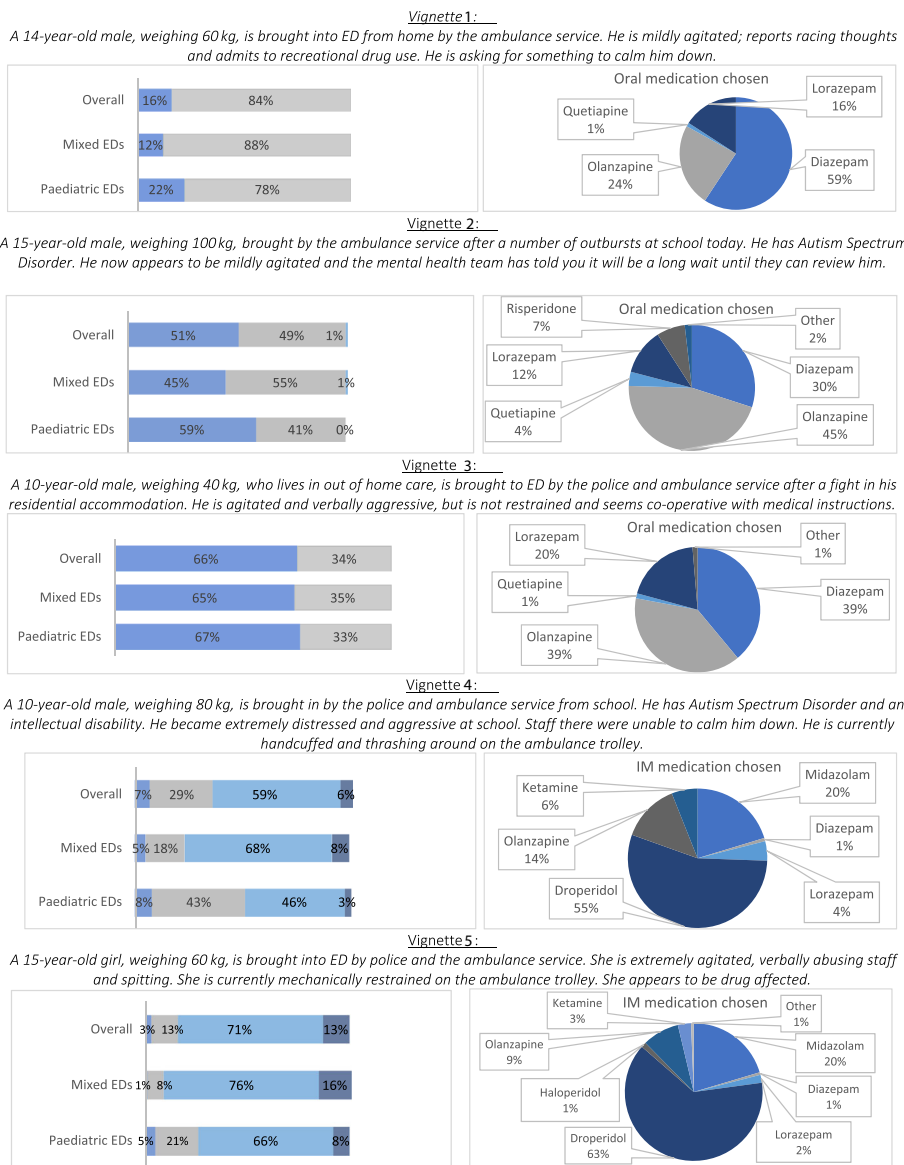 Vignette 1:
A 14-year-old male, weighing 60 kg, is brought into ED from home by the ambulance service. He is mildly agitated; reports racing thoughts
and admits to recreational drug use. He is asking for something to calm him down.
Overall
16%
84%
Mixed EDs
12%
88%
Paediatric EDs
22%
78%
Oral medication chosen
Lorazepam
16%
Quetiapine
1%
Olanzapine
24%
Diazepam
59%
Vignette 2:
A 15-year-old male, weighing 100 kg, brought by the ambulance service after a number of outbursts at school today. He has Autism Spectrum
Disorder. He now appears to be mildly agitated and the mental health team has told you it will be a long wait until they can review him.
Overall
51%
49%
1%
Mixed EDs
45%
55%
1%
Paediatric EDs
59%
41%
0%
Oral medication chosen
Risperidone
7%
Other
2%
Lorazepam
12%
Diazepam
30%
Quetiapine
4%
Olanzapine
45%
Vignette 3:
A 10-year-old male, weighing 40 kg, who lives in out of home care, is brought to ED by the police and ambulance service after a fight in his
residential accommodation. He is agitated and verbally aggressive, but is not restrained and seems co-operative with medical instructions.
Overall
66%
34%
Mixed EDs
65%
35%
Paediatric EDs
67%
33%
Oral medication chosen
Lorazepam
20%
Other
1%
Quetiapine
1%
Diazepam
39%
Olanzapine
39%
Vignette 4:
A 10-year-old male, weighing 80 kg, is brought in by the police and ambulance service from school. He has Autism Spectrum Disorder and an
intellectual disability. He became extremely distressed and aggressive at school. Staff there were unable to calm him down. He is currently
handcuffed and thrashing around on the ambulance trolley.
Overall
7%
29%
59%
6%
Mixed EDs
5%
18%
68%
8%
Paediatric EDs
8%
43%
46%
3%
IM medication chosen
Ketamine
6%
Midazolam
20%
Olanzapine
14%
Diazepam
1%
Droperidol
55%
Lorazepam
4%
Vignette 5:
A 15-year-old girl, weighing 60 kg, is brought into ED by police and the ambulance service. She is extremely agitated, verbally abusing staff
and spitting. She is currently mechanically restrained on the ambulance trolley. She appears to be drug affected.
Overall
3%
13%
71%
13%
Mixed EDs
1%
8%
76%
16%
Paediatric EDs
5%
21%
66%
8%
IM medication chosen
Ketamine
3%
Other
1%
Olanzapine
9%
Midazolam
20%
Haloperidol
1%
Diazepam
1%
Droperidol
63%
Lorazepam
2%